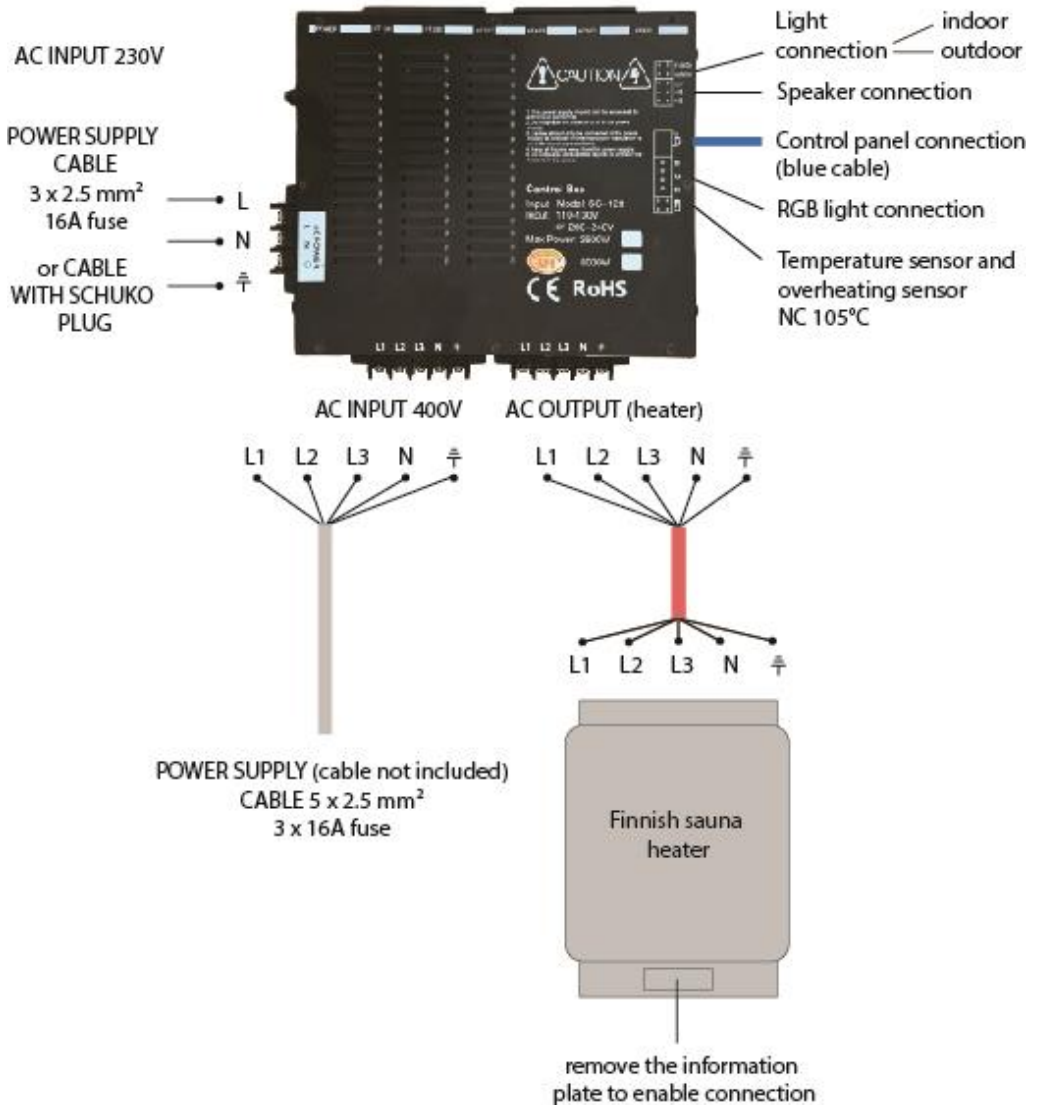 AC INPUT 230V
POWER SUPPLY
CABLE
3 x 2.5 mm²
16A fuse
or CABLE
WITH SCHUKO
PLUG
L
N
POWER
CAUTION
Control Box
Max Power
CE RoHS
L1 L2 L3 N
L1 L2 L3 N
Light
connection
indoor
outdoor
Speaker connection
Control panel connection
(blue cable)
RGB light connection
Temperature sensor and
overheating sensor
NC 105°C
AC INPUT 400V
AC OUTPUT (heater)
L1 L2 L3 N
L1 L2 L3 N
L1 L2 L3 N
POWER SUPPLY (cable not included)
CABLE 5 x 2.5 mm²
3 x 16A fuse
Finnish sauna
heater
remove the information
plate to enable connection